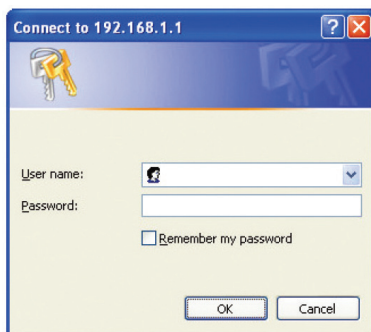 Connect to 192.168.1.1
User name:
Password:
Remember my password
OK
Cancel